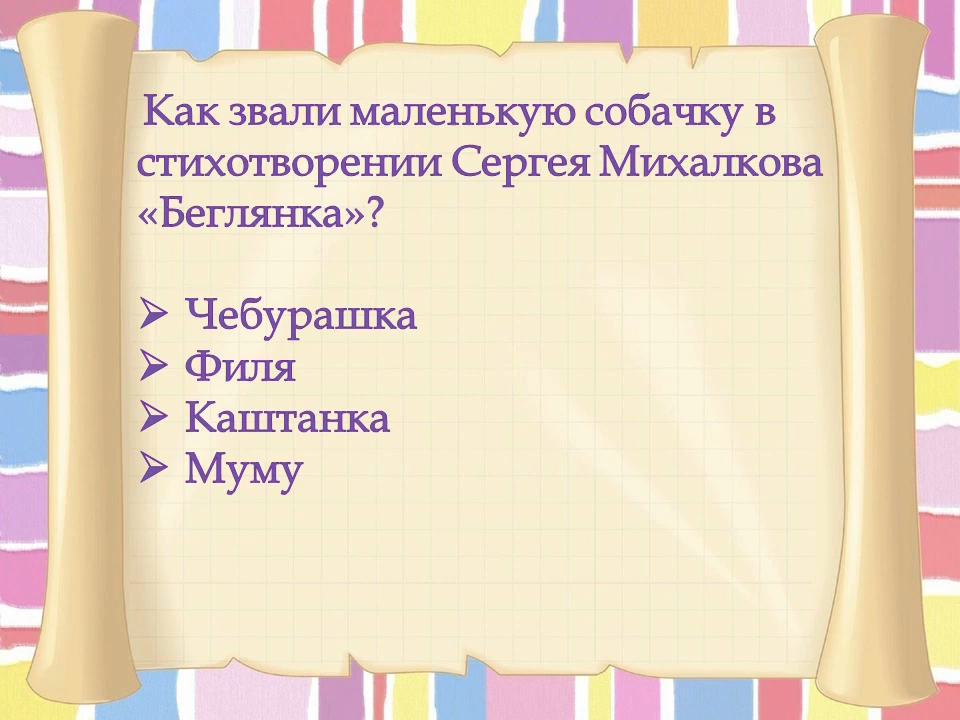 Как звали маленькую собачку в
стихотворении Сергея Михалкова
«Беглянка»?
➢ Чебурашка
➢ Филя
➢ Каштанка
➢ Муму